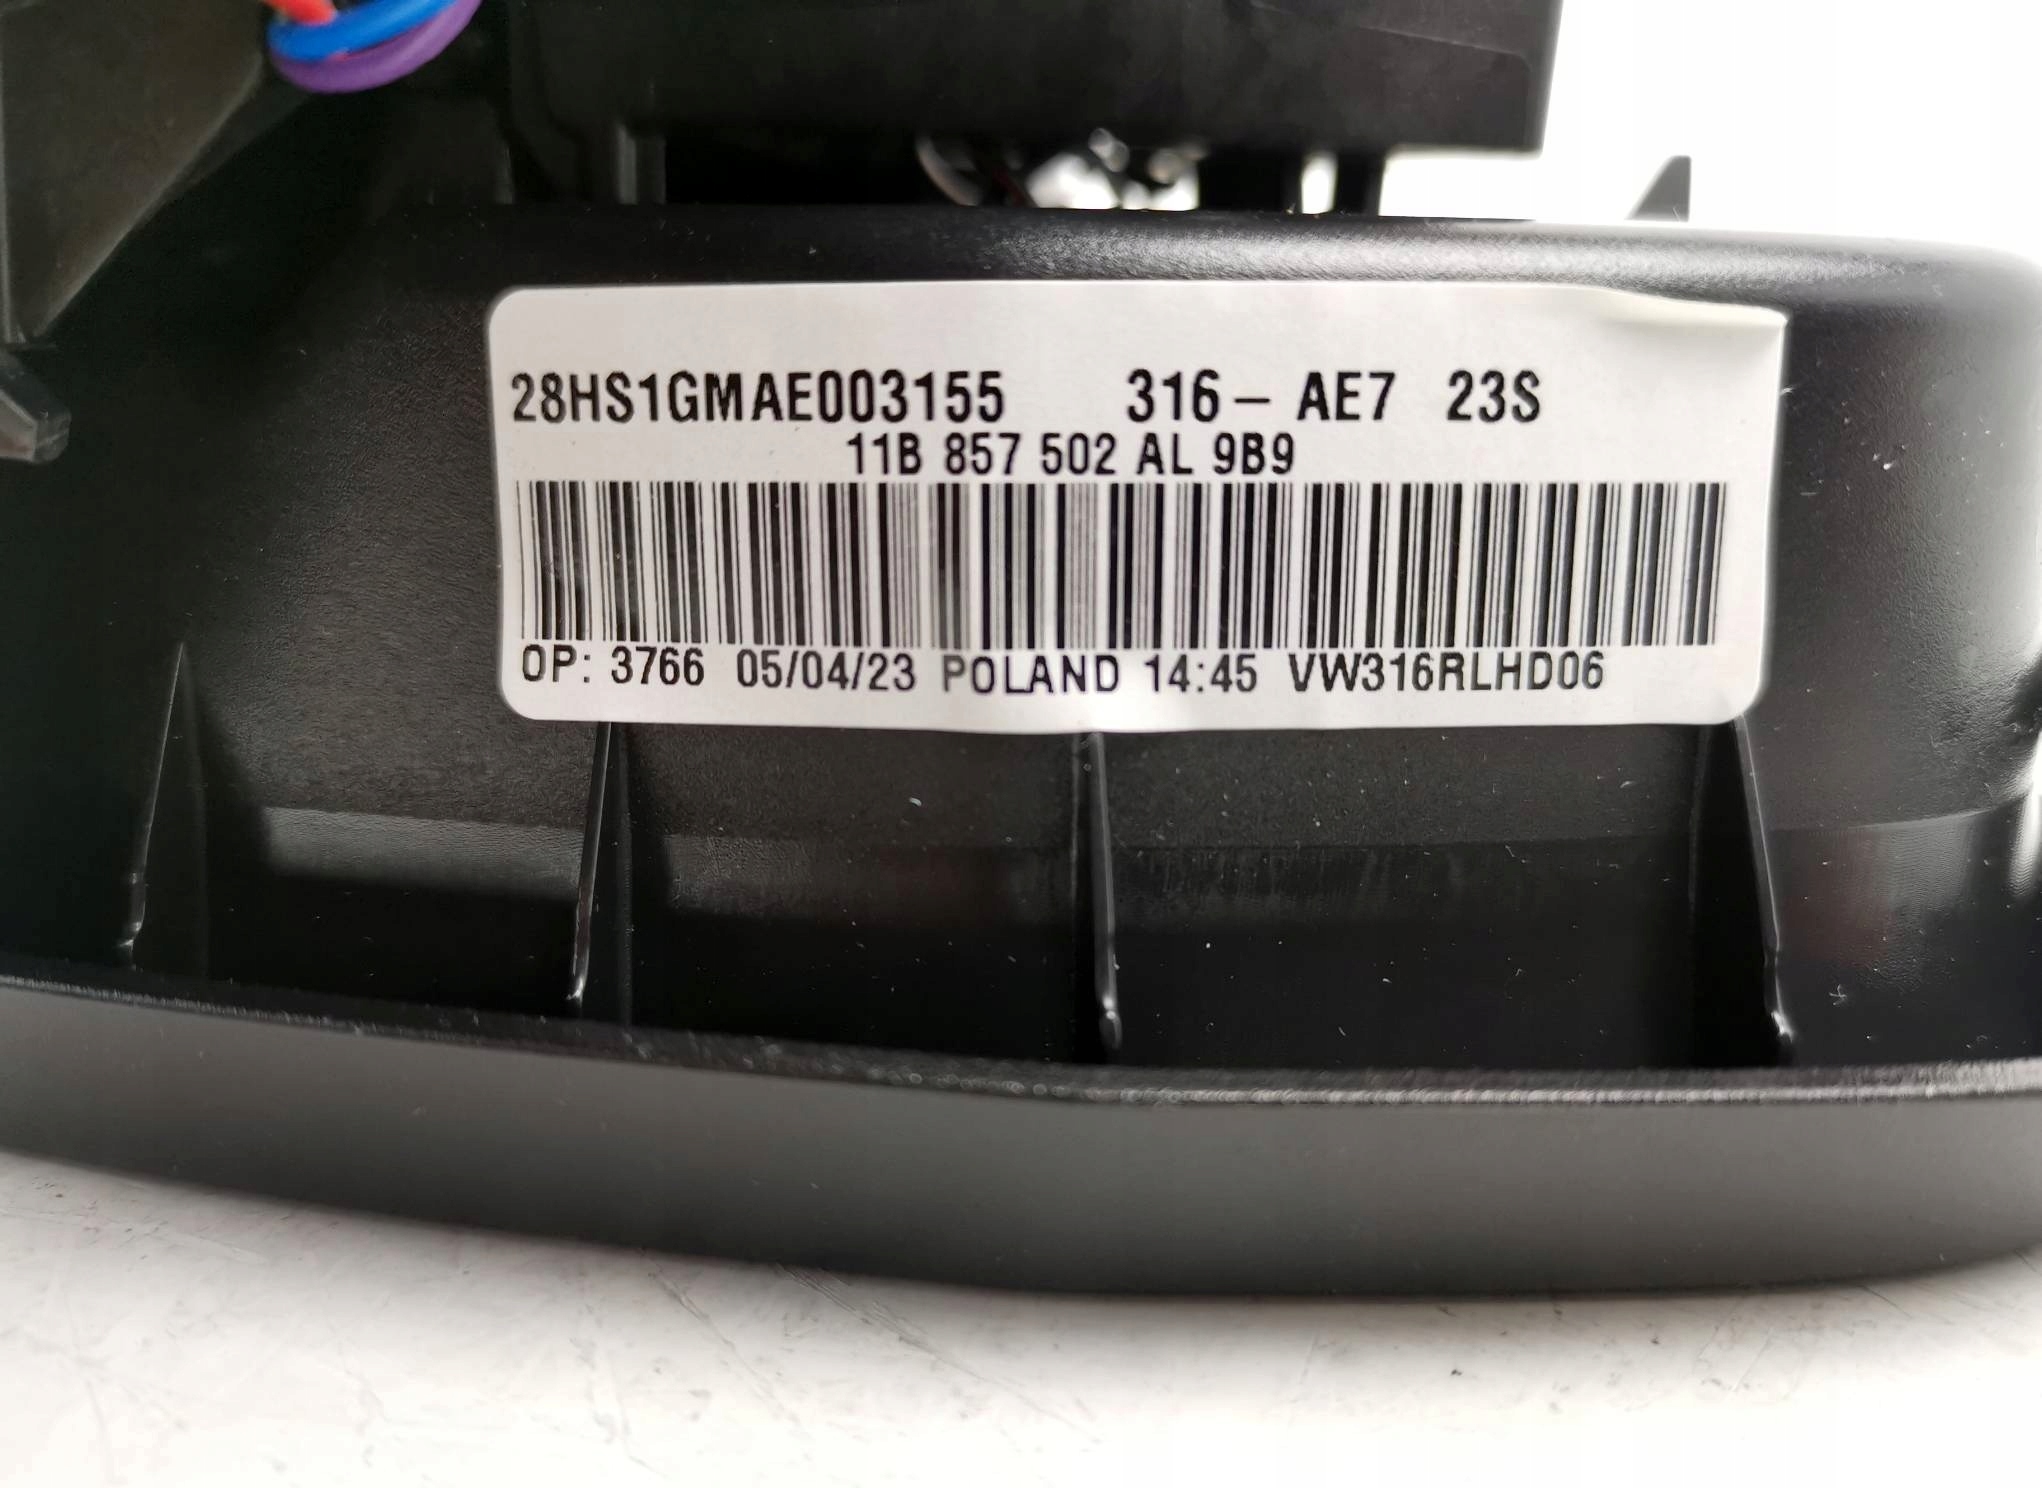 28HS1GMAE003155 316- AE7 23S
11B 857 502 AL 9B9
OP: 3766 05/04/23 POLAND 14:45 VW316RLHD06